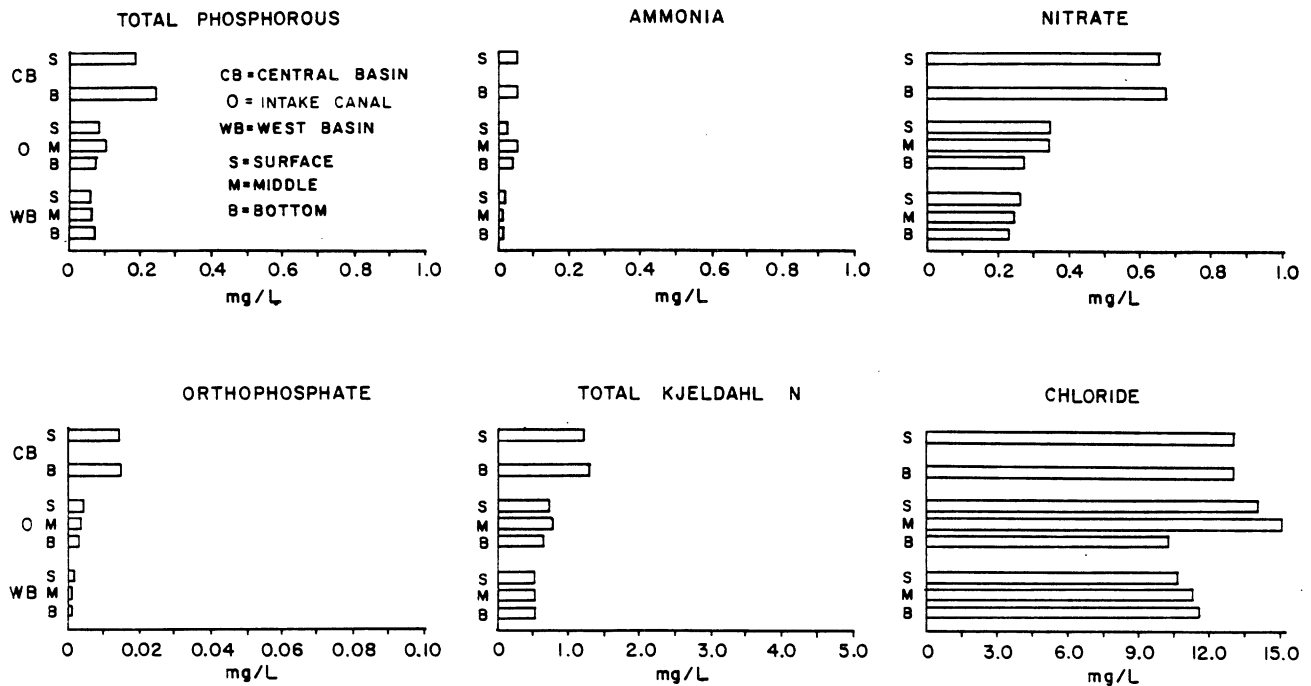 TOTAL PHOSPHOROUS
CB
S
B
O
S
M
B
WB
S
M
B
CB=CENTRAL BASIN
O = INTAKE CANAL
WB=WEST BASIN
S=SURFACE
M=MIDDLE
B=BOTTOM
0 0.2 0.4 0.6 0.8 1.0
mg/L
AMMONIA
S
B
S
M
B
S
M
B
0 0.2 0.4 0.6 0.8 1.0
mg/L
NITRATE
S
B
S
M
B
S
M
B
0 0.2 0.4 0.6 0.8 1.0
mg/L
ORTHOPHOSPHATE
CB
S
B
O
S
M
B
WB
S
M
B
0 0.02 0.04 0.06 0.08 0.10
mg/L
TOTAL KJELDAHL N
S
B
S
M
B
S
M
B
0 1.0 2.0 3.0 4.0 5.0
mg/L
CHLORIDE
S
B
S
M
B
S
M
B
0 3.0 6.0 9.0 12.0 15.0
mg/L